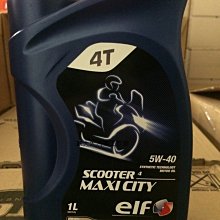 4T
5W-40
SYNTHETIC TECHNOLOGY
MOTOR OIL
SCOOTER 4
MAXI CITY
1L
elf